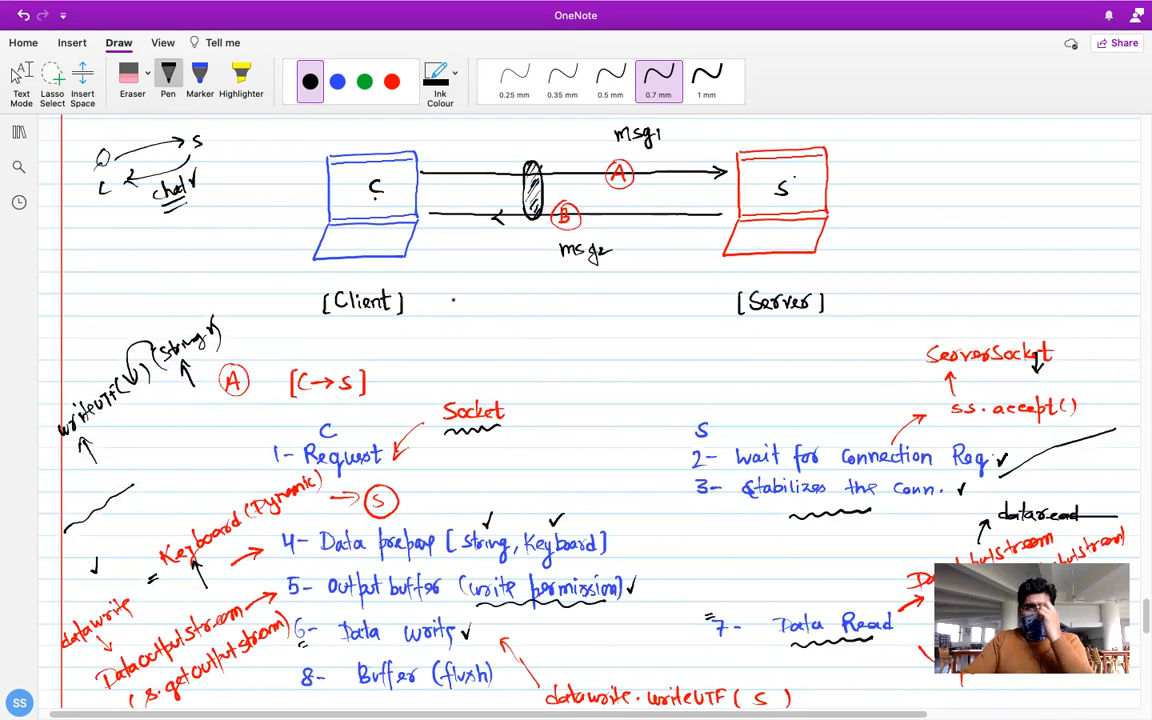 OneNote
Home Insert Draw View Tell me
Share
Text Mode
Lasso Select
Insert Space
Eraser
Pen
Marker
Highlighter
Ink Colour
0.25 mm
0.35 mm
0.5 mm
0.7 mm
1 mm
S
C
chat
msg1
A
C
S
B
msg2
[Client]
[Server]
writeUTF( ) (string)
A [C → S]
Socket
ServerSocket
ss.accept()
C
1- Request
S
2- Wait for Connection Req.
3- Stabilizes the Conn.
Keyboard (Dynamic) → S
dataread
4- Data prepare [string, Keyboard]
5- Output buffer (write permission)
6- Data write
7- Data Read
8- Buffer (flush)
datawrite
Dataoutputstream
(s.getoutputstream)
datawrite.writeUTF( s )
SS